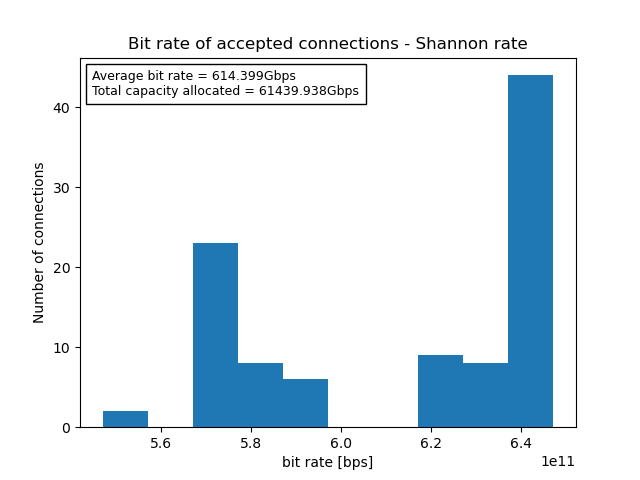 Bit rate of accepted connections - Shannon rate
Average bit rate = 614.399Gbps
Total capacity allocated = 61439.938Gbps
Number of connections
40
30
20
10
0
5.6 5.8 6.0 6.2 6.4
1e11
bit rate [bps]